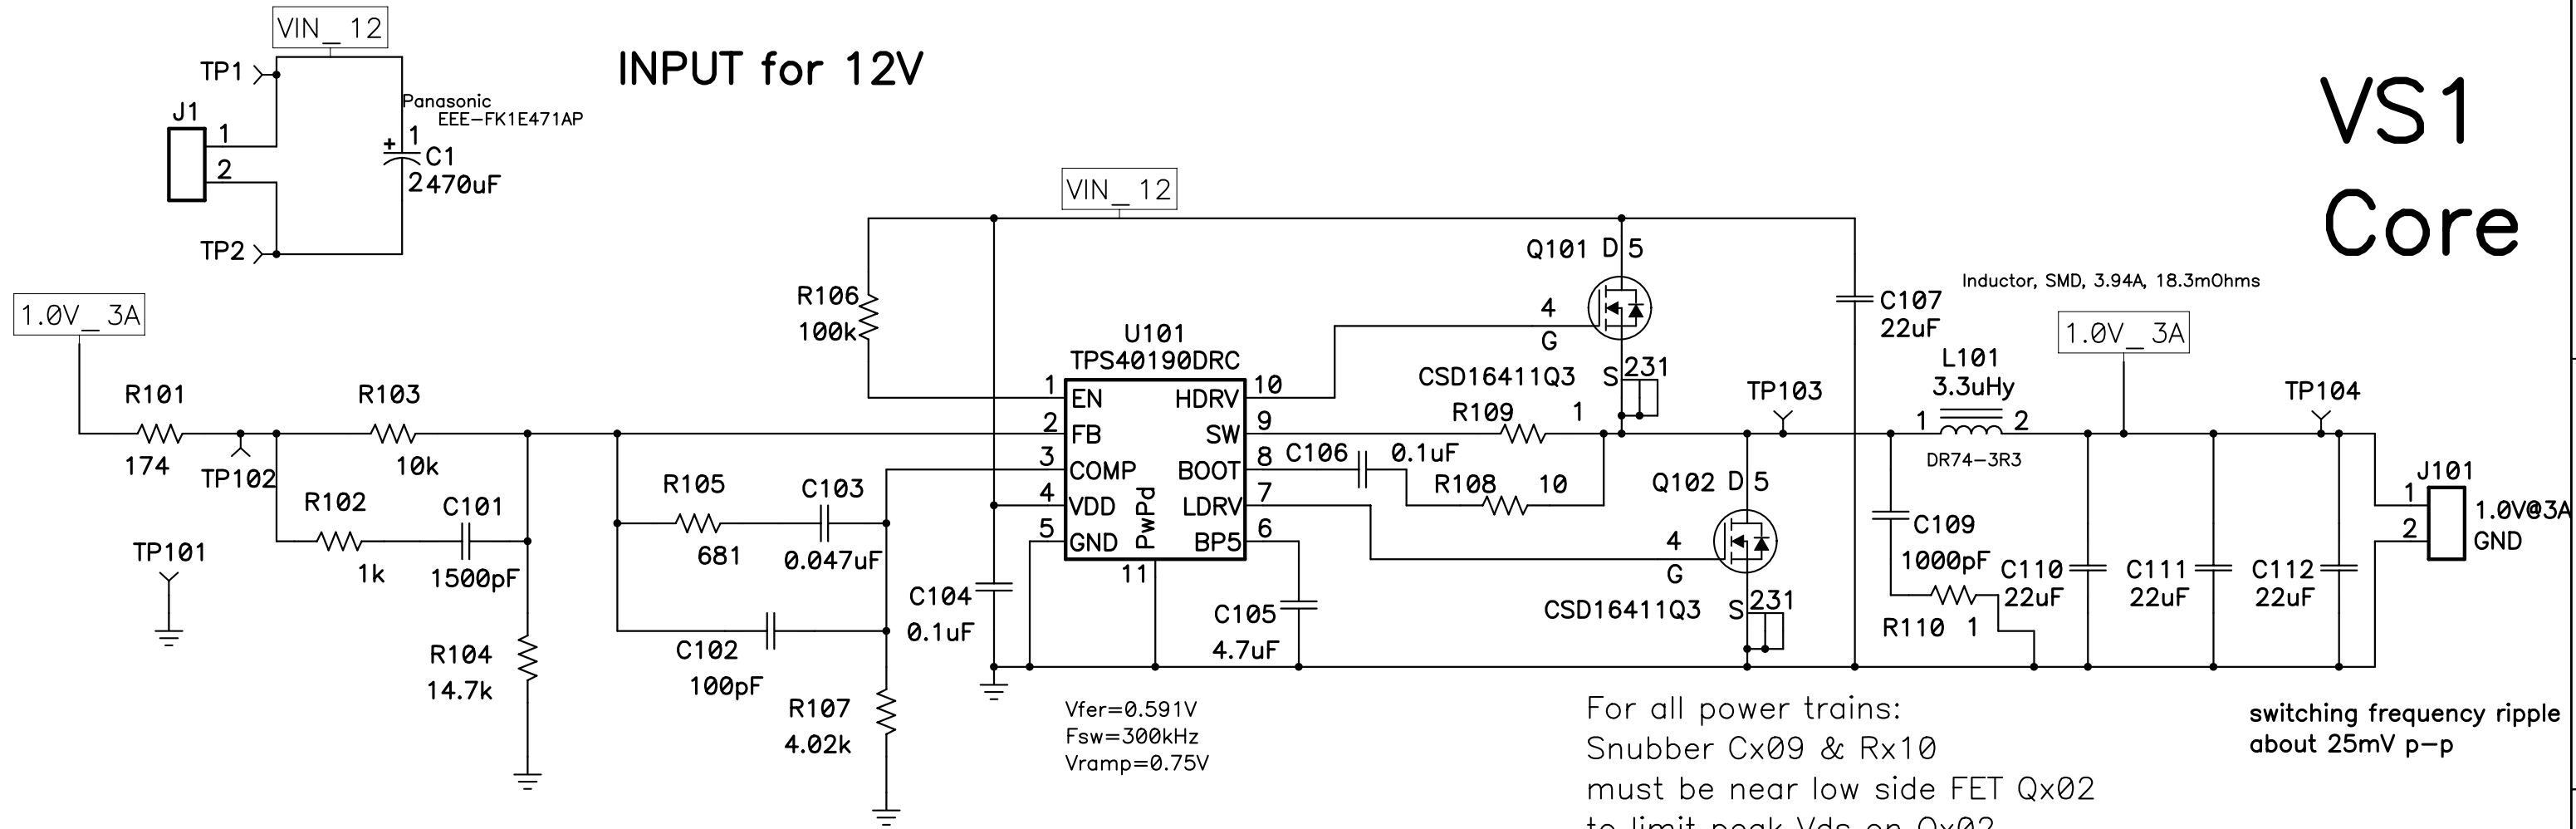 VIN_12
INPUT for 12V
VS1
Core
TP1
Panasonic
EEE-FK1E471AP
J1
1
2
1
C1
2
470uF
TP2
VIN_12
1.0V_3A
R101
174
TP102
R103
10k
R102
1k
C101
1500pF
TP101
R104
14.7k
R105
681
C103
0.047uF
C102
100pF
R107
4.02k
R106
100k
C104
0.1uF
U101
TPS40190DRC
1
EN
HDRV
10
2
FB
SW
9
3
COMP
BOOT
8
4
VDD
LDRV
7
5
GND
BP5
6
PwPd
11
C105
4.7uF
Vfer=0.591V
Fsw=300kHz
Vramp=0.75V
Q101
D
5
4
G
CSD16411Q3
S
231
R109
1
C106
0.1uF
R108
10
Q102
D
5
4
G
CSD16411Q3
S
231
TP103
C107
22uF
Inductor, SMD, 3.94A, 18.3mOhms
L101
3.3uHy
1
2
DR74-3R3
1.0V_3A
TP104
C109
1000pF
R110
1
C110
22uF
C111
22uF
C112
22uF
J101
1
2
1.0V@3A
GND
For all power trains:
Snubber Cx09 & Rx10
must be near low side FET Qx02
to limit peak Vds on Qx02
switching frequency ripple
about 25mV p-p